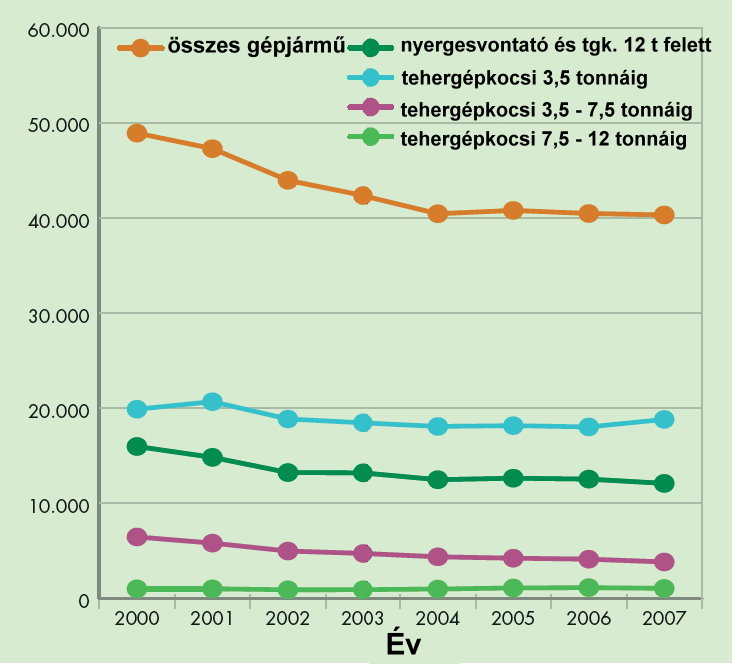 60.000
összes gépjármű
nyergesvontató és tgk. 12 t felett
tehergépkocsi 3,5 tonnáig
tehergépkocsi 3,5 - 7,5 tonnáig
tehergépkocsi 7,5 - 12 tonnáig
50.000
40.000
30.000
20.000
10.000
0
2000 2001 2002 2003 2004 2005 2006 2007
Év